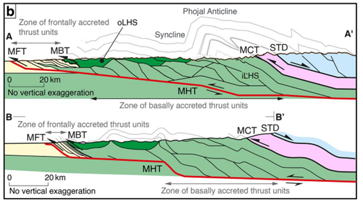 b
Phojal Anticline
Zone of frontally accreted
thrust units
oLHS
Syncline
A
A'
MFT
MBT
MCT
STD
0 20 km
No vertical exaggeration
MHT
iLHS
Zone of basally accreted thrust units
B
B'
Zone of frontally accreted thrust units
MFT
MBT
MCT
STD
MHT
0 20 km
No vertical exaggeration
Zone of basally accreted thrust units